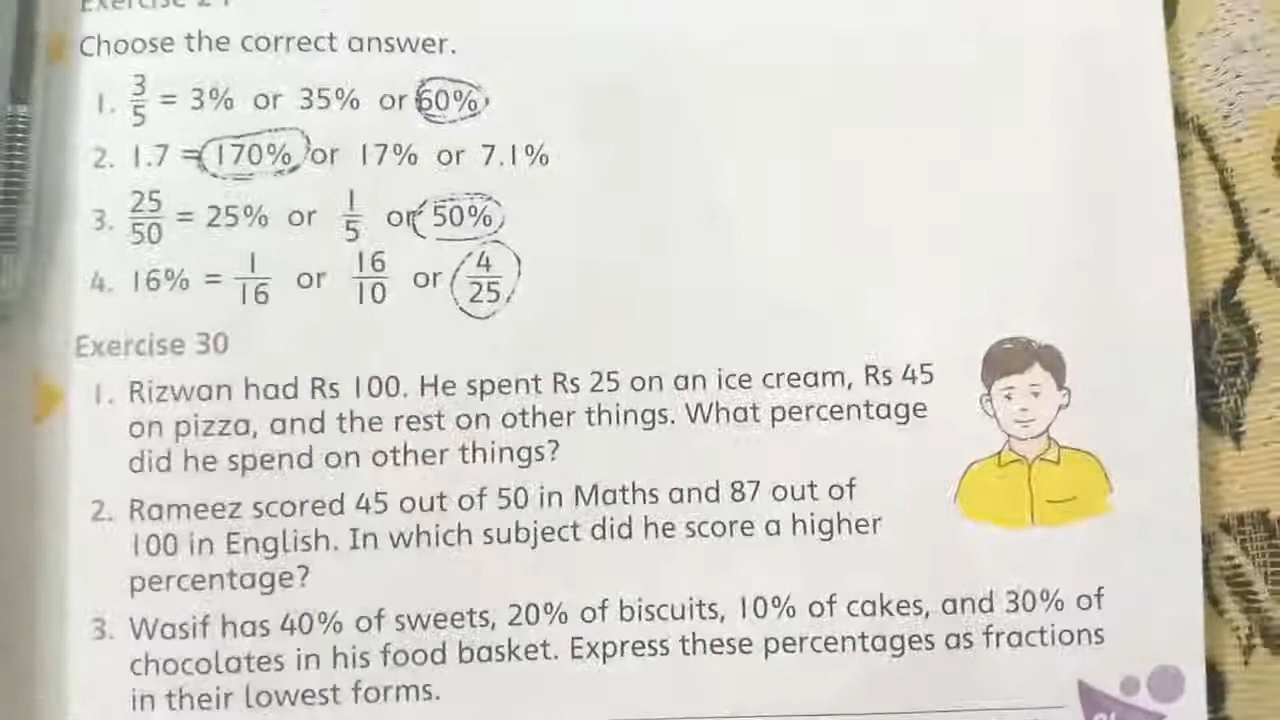 Exercise
Choose the correct answer.
1. 3/5 = 3% or 35% or 60%
2. 1.7 = 170% or 17% or 7.1%
3. 25/50 = 25% or 1/5 or 50%
4. 16% = 1/16 or 16/10 or 4/25
Exercise 30
1. Rizwan had Rs 100. He spent Rs 25 on an ice cream, Rs 45
on pizza, and the rest on other things. What percentage
did he spend on other things?
2. Rameez scored 45 out of 50 in Maths and 87 out of
100 in English. In which subject did he score a higher
percentage?
3. Wasif has 40% of sweets, 20% of biscuits, 10% of cakes, and 30% of
chocolates in his food basket. Express these percentages as fractions
in their lowest forms.